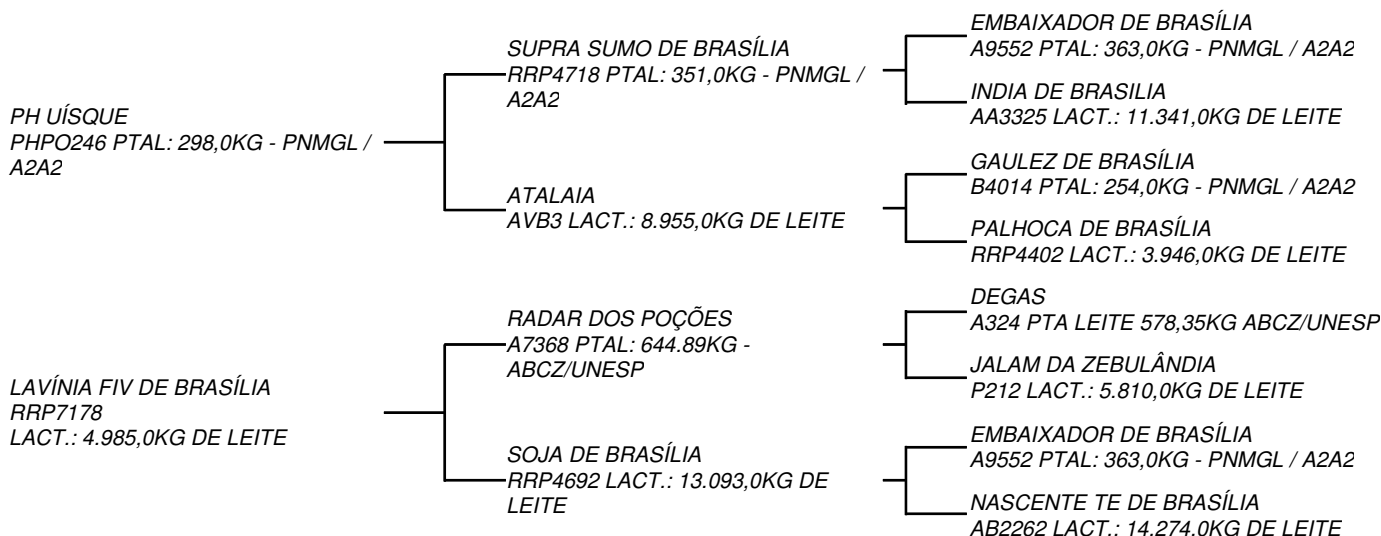 PH UÍSQUE
PHPO246 PTAL: 298,0KG - PNMGL /
A2A2
LAVÍNIA FIV DE BRASÍLIA
RRP7178
LACT.: 4.985,0KG DE LEITE
SUPRA SUMO DE BRASÍLIA
RRP4718 PTAL: 351,0KG - PNMGL /
A2A2
ATALAIA
AVB3 LACT.: 8.955,0KG DE LEITE
RADAR DOS POÇÕES
A7368 PTAL: 644.89KG -
ABCZ/UNESP
SOJA DE BRASÍLIA
RRP4692 LACT.: 13.093,0KG DE
LEITE
EMBAIXADOR DE BRASÍLIA
A9552 PTAL: 363,0KG - PNMGL / A2A2
INDIA DE BRASILIA
AA3325 LACT.: 11.341,0KG DE LEITE
GAULEZ DE BRASÍLIA
B4014 PTAL: 254,0KG - PNMGL / A2A2
PALHOCA DE BRASÍLIA
RRP4402 LACT.: 3.946,0KG DE LEITE
DEGAS
A324 PTA LEITE 578,35KG ABCZ/UNESP
JALAM DA ZEBULÂNDIA
P212 LACT.: 5.810,0KG DE LEITE
EMBAIXADOR DE BRASÍLIA
A9552 PTAL: 363,0KG - PNMGL / A2A2
NASCENTE TE DE BRASÍLIA
AB2262 LACT.: 14.274,0KG DE LEITE